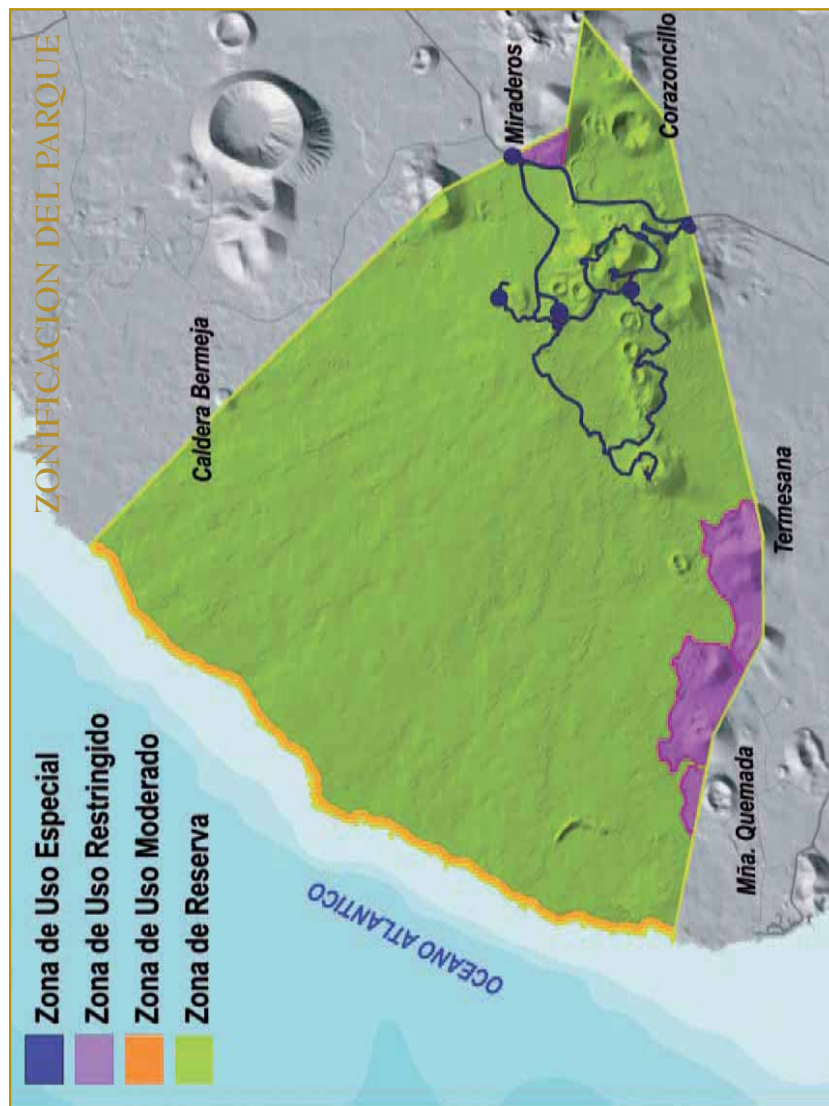 ZONIFICACION DEL PARQUE
Zona de Uso Especial
Zona de Uso Restringido
Zona de Uso Moderado
Zona de Reserva
OCEANO ATLANTICO
Caldera Bermeja
Miraderos
Corazoncillo
Termesana
Mña. Quemada